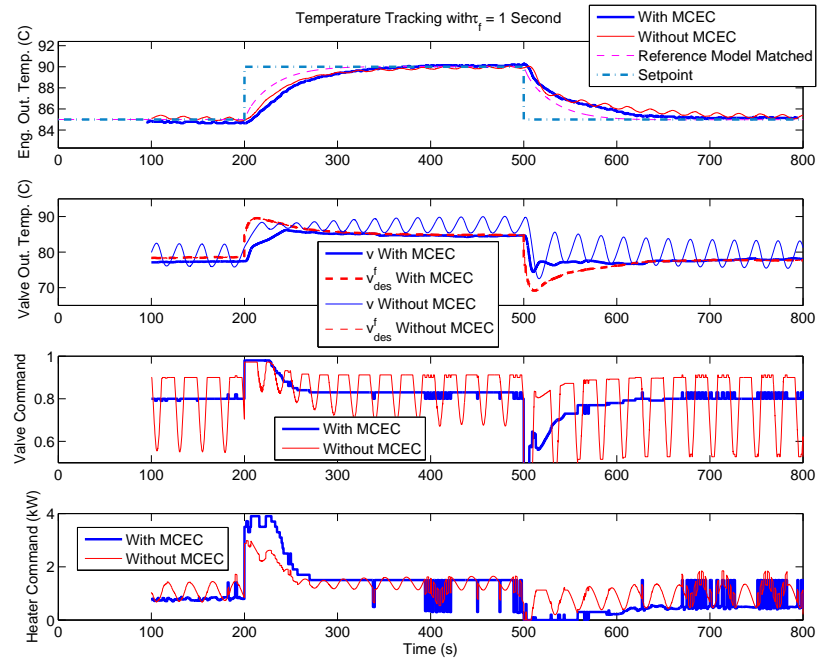 Temperature Tracking withτf = 1 Second
With MCEC
Without MCEC
Reference Model Matched
Setpoint
Eng. Out. Temp. (C)
84
86
88
90
92
0
100
200
300
400
500
600
700
800
Valve Out. Temp. (C)
70
80
90
0
100
200
300
400
500
600
700
800
v With MCEC
v^f_des With MCEC
v Without MCEC
v^f_des Without MCEC
Valve Command
0.6
0.8
1
0
100
200
300
400
500
600
700
800
With MCEC
Without MCEC
Heater Command (kW)
0
2
4
0
100
200
300
400
500
600
700
800
With MCEC
Without MCEC
Time (s)